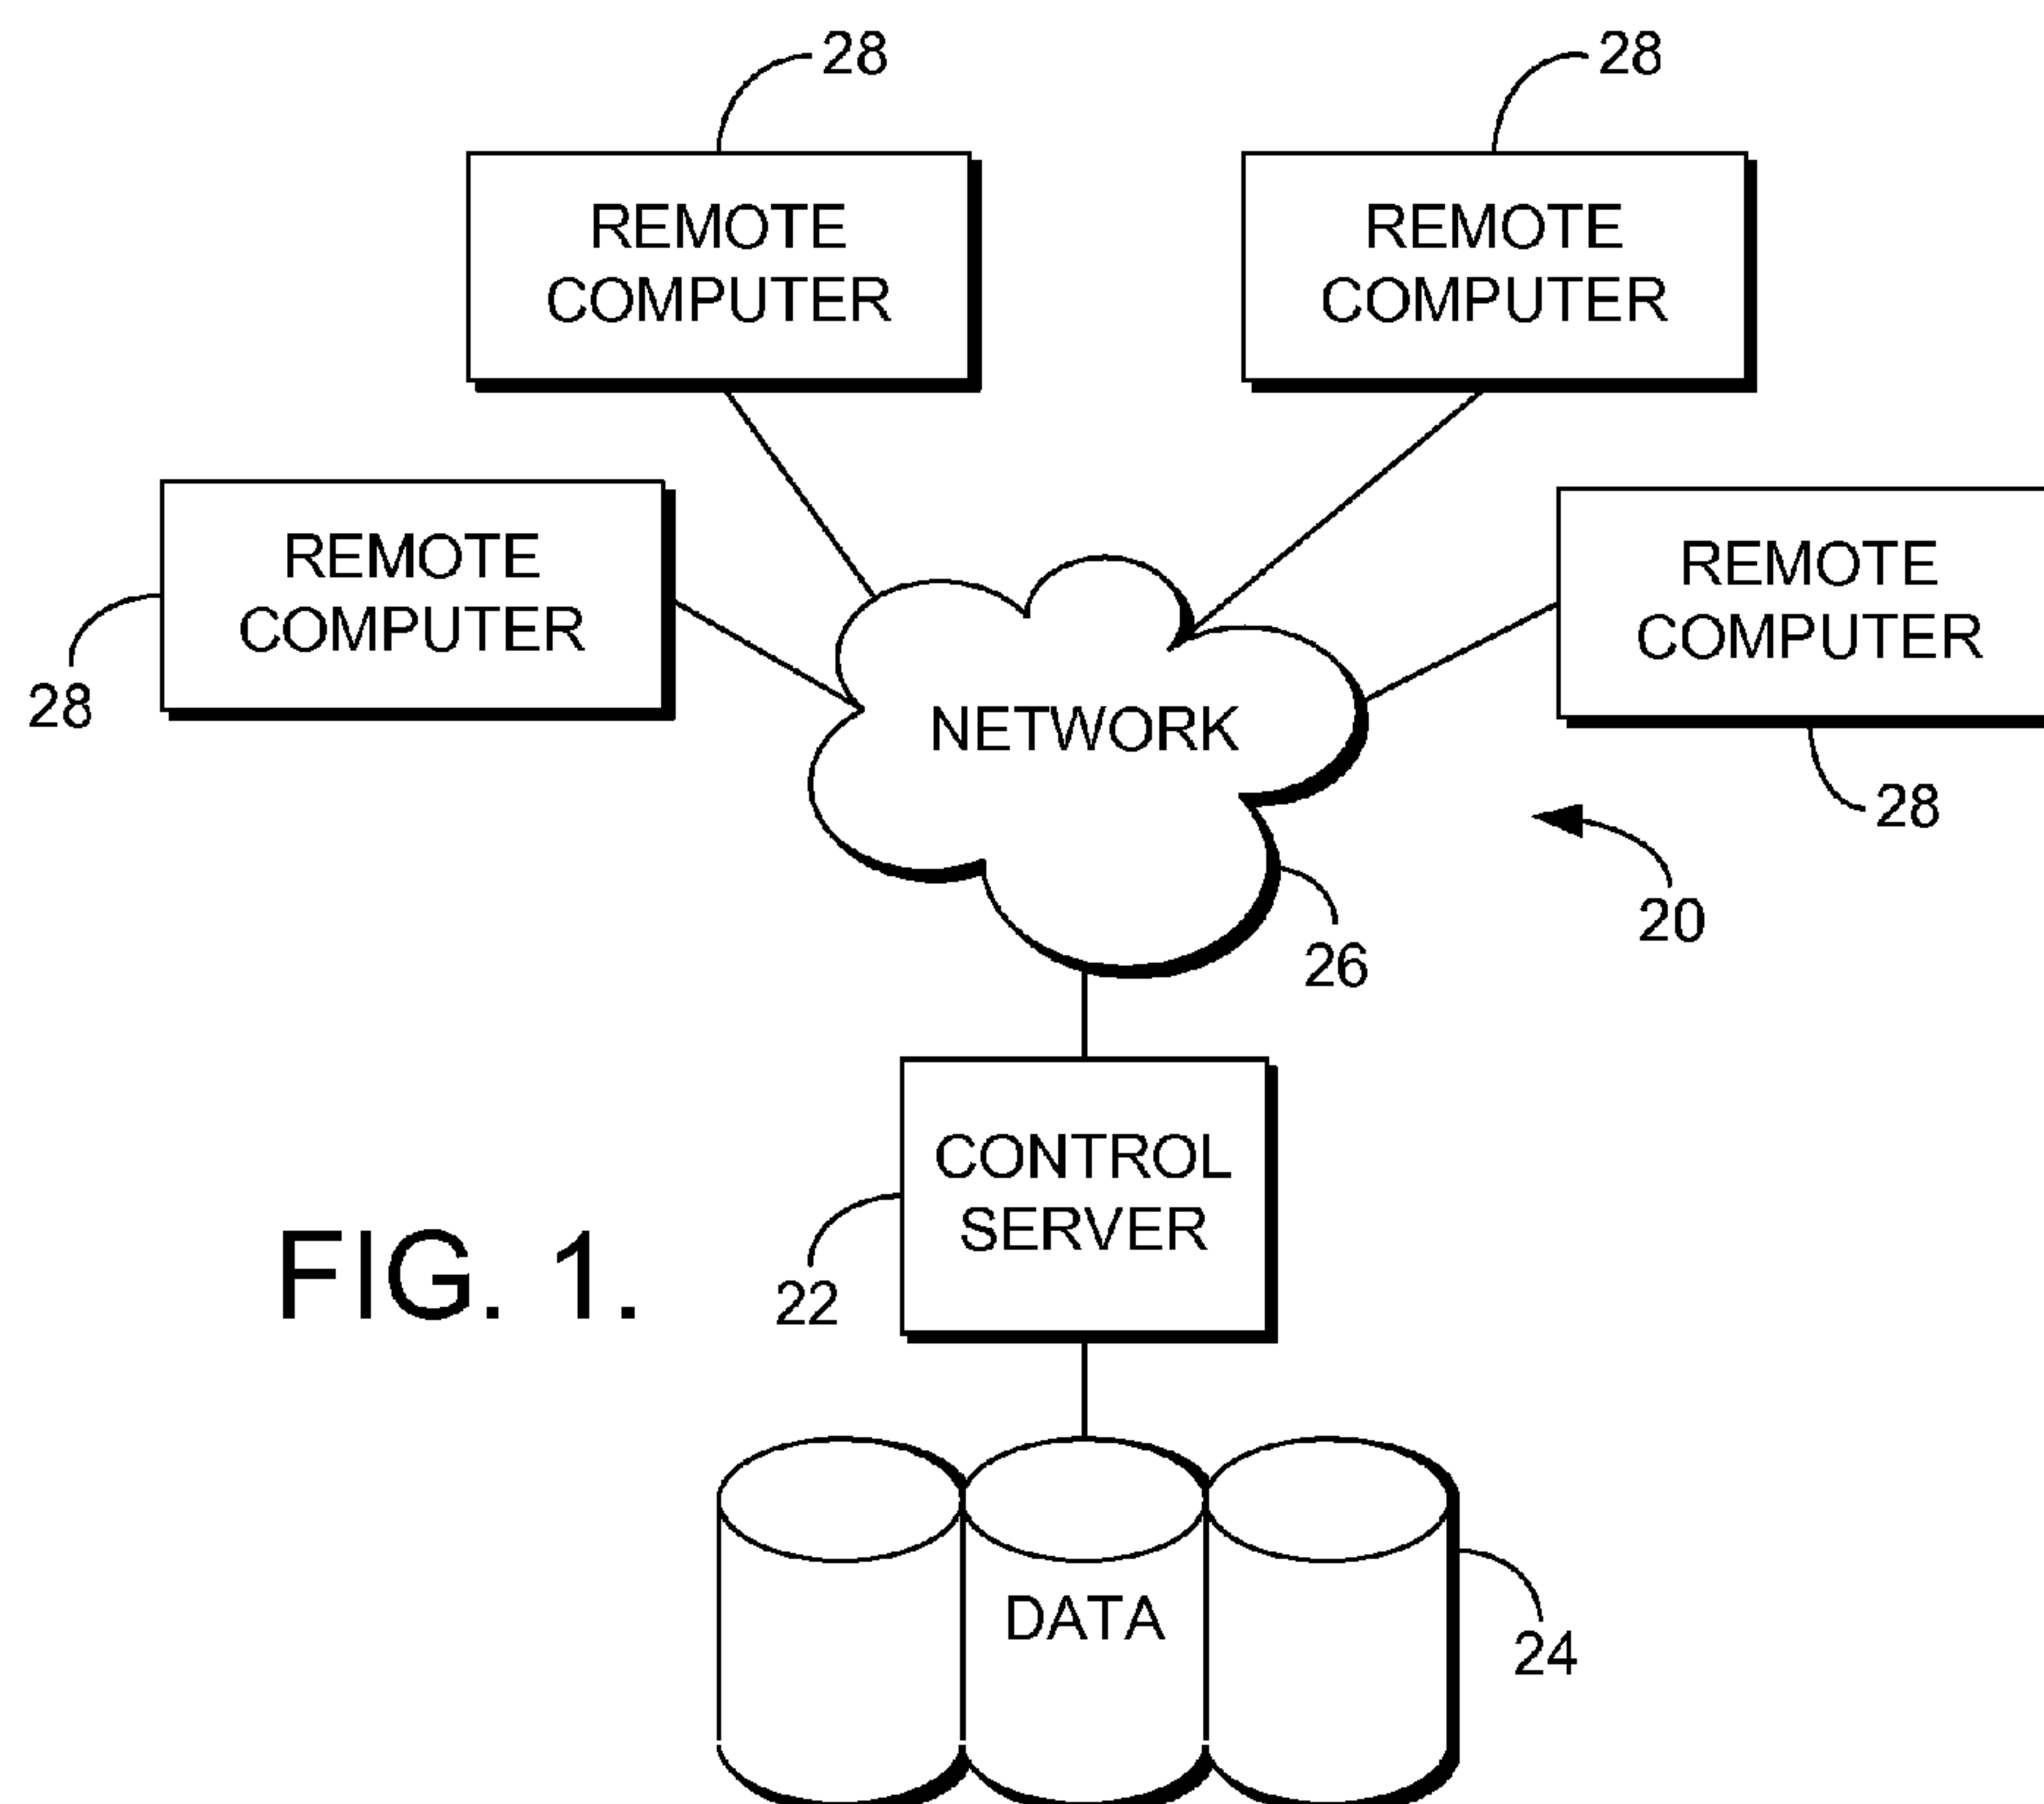 28
28
REMOTE
COMPUTER
REMOTE
COMPUTER
REMOTE
COMPUTER
28
REMOTE
COMPUTER
28
NETWORK
20
26
CONTROL
SERVER
22
FIG. 1.
DATA
24